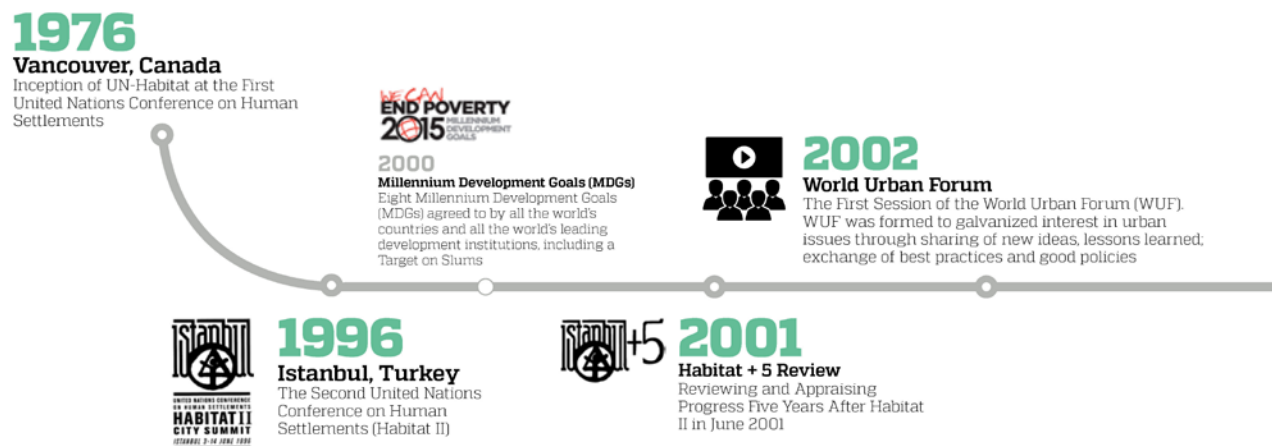 1976
Vancouver, Canada
Inception of UN-Habitat at the First
United Nations Conference on Human
Settlements
WE CAN
END POVERTY
2015 MILLENNIUM
DEVELOPMENT
GOALS
2000
Millennium Development Goals (MDGs)
Eight Millennium Development Goals
(MDGs) agreed to by all the world's
countries and all the world's leading
development institutions, including a
Target on Slums
2002
World Urban Forum
The First Session of the World Urban Forum (WUF).
WUF was formed to galvanized interest in urban
issues through sharing of new ideas, lessons learned;
exchange of best practices and good policies
istanbul
UNITED NATIONS CONFERENCE
ON HUMAN SETTLEMENTS
HABITAT II
CITY SUMMIT
ISTANBUL 3-14 JUNE 1996
1996
Istanbul, Turkey
The Second United Nations
Conference on Human
Settlements (Habitat II)
istanbul+5
2001
Habitat + 5 Review
Reviewing and Appraising
Progress Five Years After Habitat
II in June 2001